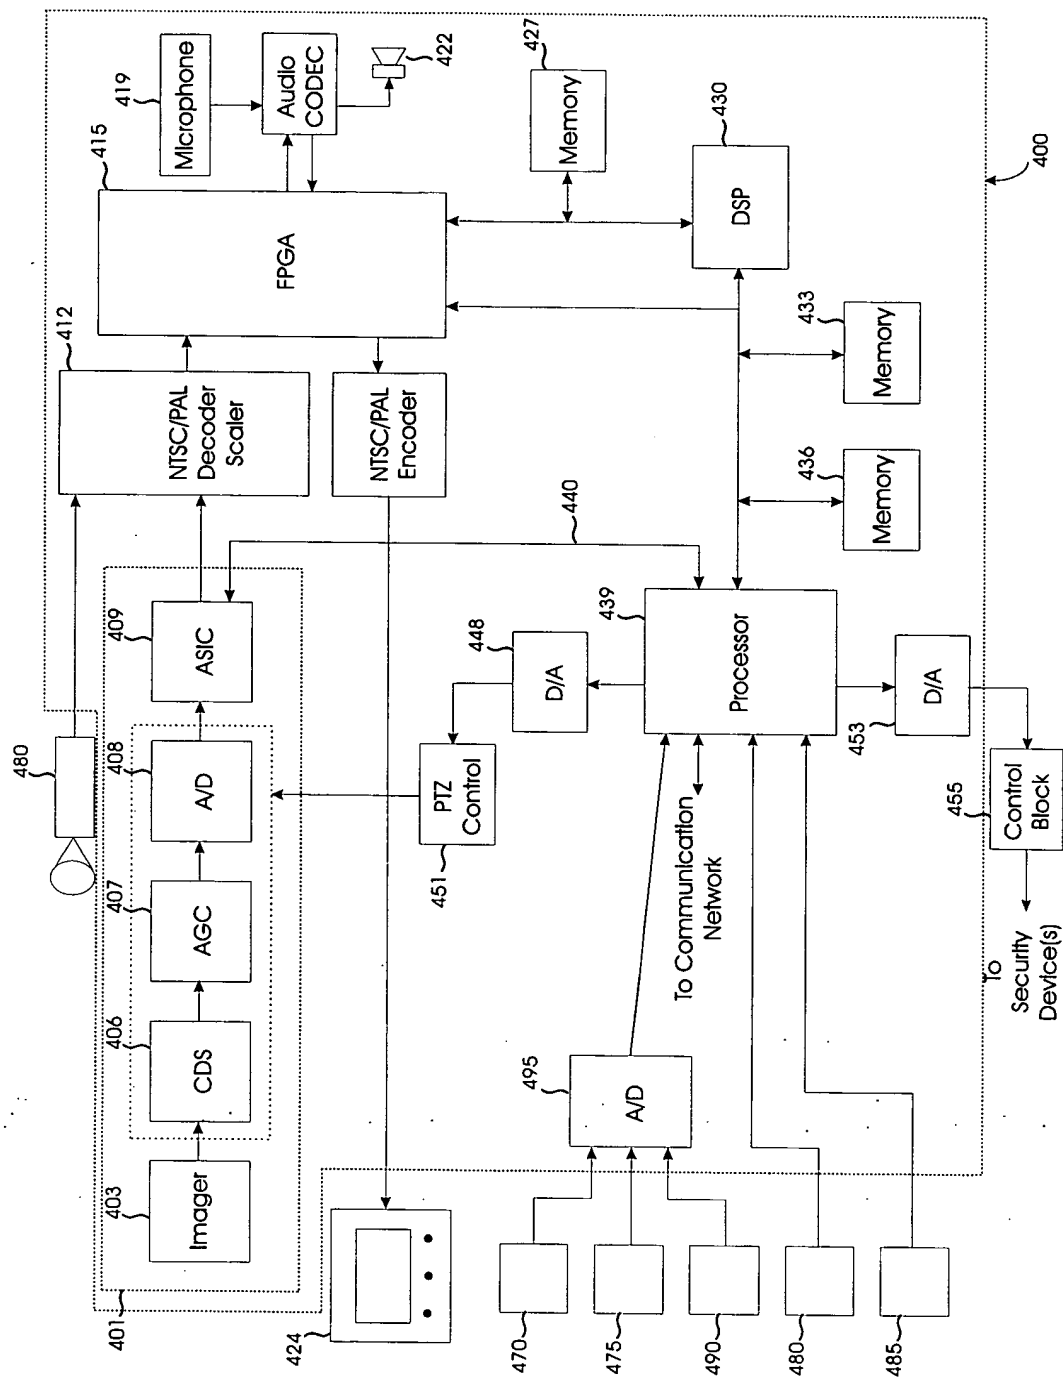 480
401
403
Imager
406
CDS
407
AGC
408
A/D
409
ASIC
412
NTSC/PAL
Decoder
Scaler
415
FPGA
419
Microphone
Audio
CODEC
422
424
NTSC/PAL
Encoder
427
Memory
430
DSP
400
451
PTZ
Control
448
D/A
440
439
Processor
433
Memory
436
Memory
453
D/A
455
Control
Block
To
Security
Device(s)
To Communication
Network
495
A/D
470
475
490
480
485